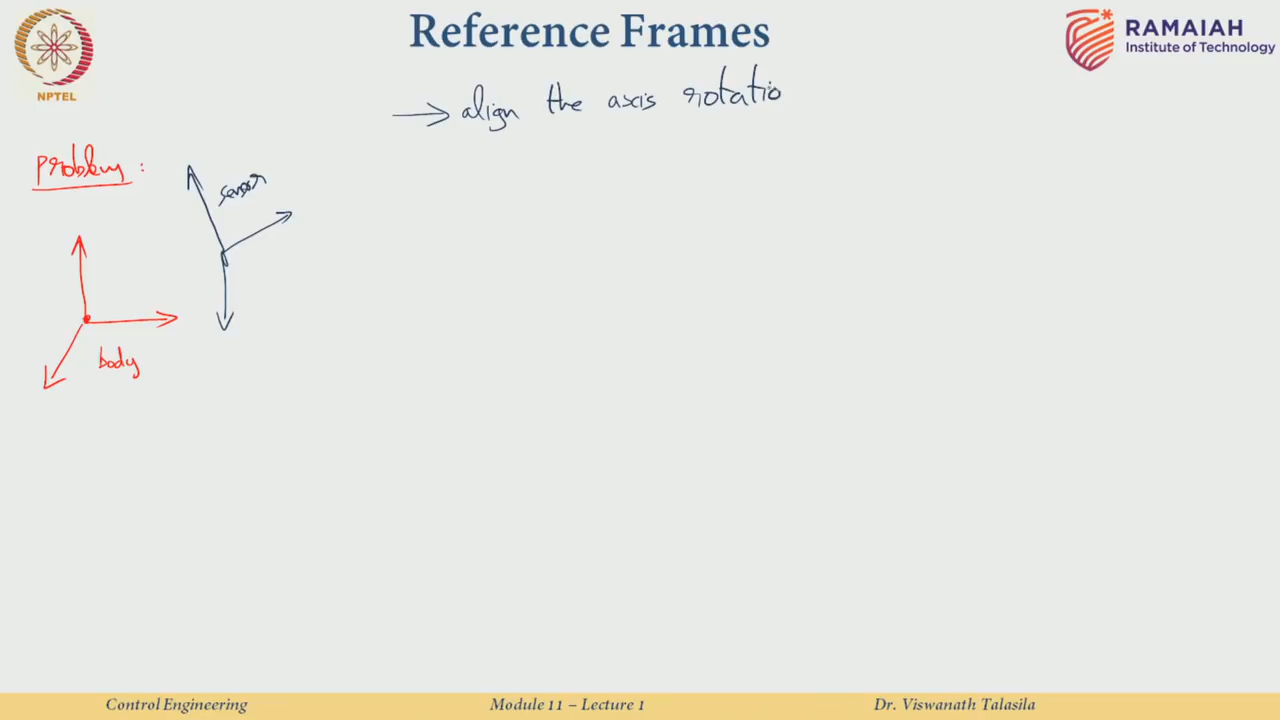 Reference Frames
NPTEL
RAMAIAH
Institute of Technology
→ align the axis rotatio
Problem :
sensor
body
Control Engineering
Module 11 – Lecture 1
Dr. Viswanath Talasila